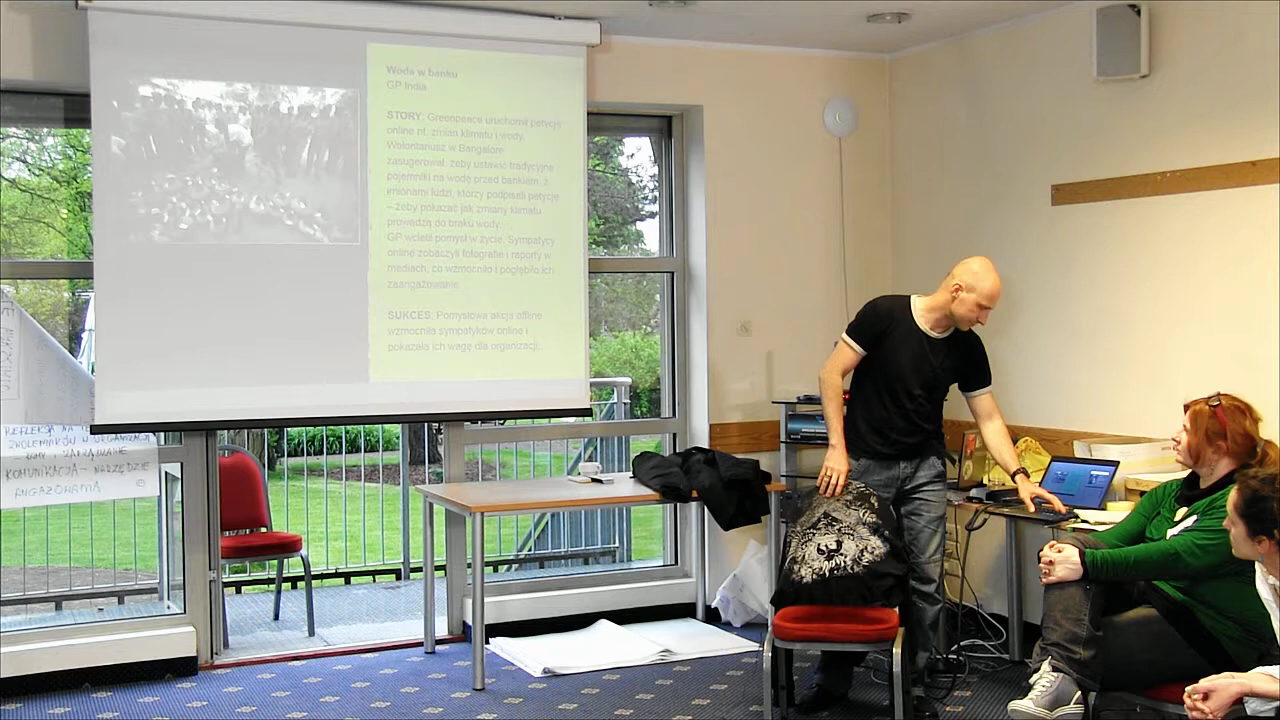 Woda w banku
GP India
STORY: Greenpeace uruchomił petycję
online nt. zmian klimatu i wody.
Wolontariusz w Bangalore
zasugerował, żeby ustawić tradycyjne
pojemniki na wodę przed bankiem, z
imionami ludzi, którzy podpisali petycję
– żeby pokazać jak zmiany klimatu
prowadzą do braku wody.
GP wcielił pomysł w życie. Sympatycy
online zobaczyli fotografie i raporty w
mediach, co wzmocniło i pogłębiło ich
zaangażowanie.
SUKCES: Pomysłowa akcja offline
wzmocniła sympatyków online i
pokazała ich wagę dla organizacji.
REFLEKSJA NA
W ORGANIZACJI
KOMUNIKACJA - NARZĘDZIE